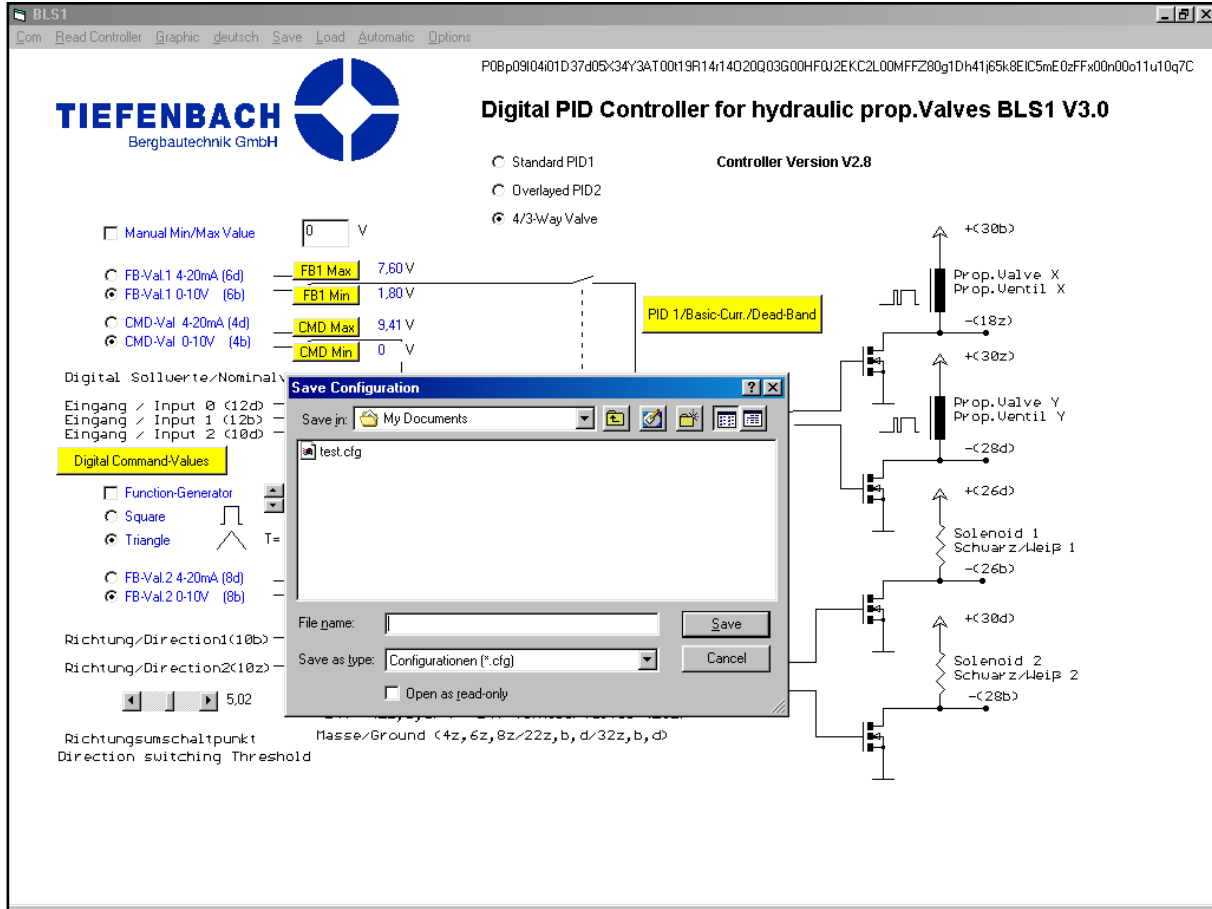 BLS1
Com Read Controller Graphic deutsch Save Load Automatic Options
TIEFENBACH
Bergbautechnik GmbH
Digital PID Controller for hydraulic prop.Valves BLS1 V3.0
Standard PID1
Controller Version V2.8
Overlayed PID2
4/3-Way Valve
Manual Min/Max Value
0 V
FB-Val.1 4-20mA (6d)
FB1 Max 7,60 V
FB-Val.1 0-10V (6b)
FB1 Min 1,80 V
CMD-Val 4-20mA (4d)
CMD Max 9,41 V
CMD-Val 0-10V (4b)
CMD Min 0 V
PID 1/Basic-Curr./Dead-Band
Digital Sollwerte/Nominal
Eingang / Input 0 (12d)
Eingang / Input 1 (12b)
Eingang / Input 2 (10d)
Digital Command-Values
Function-Generator
Square
Triangle
T=
FB-Val.2 4-20mA (8d)
FB-Val.2 0-10V (8b)
Richtung/Direction1(10b)
Richtung/Direction2(10z)
5,02
Richtungsumschaltpunkt
Direction switching Threshold
Save Configuration
Save in: My Documents
test.cfg
File name:
Save
Save as type: Configurationen (*.cfg)
Cancel
Open as read-only
Masse/Ground (4z,6z,8z/22z,b,d/32z,b,d)
+(30b)
Prop.Valve X
Prop.Ventil X
-(18z)
+(30z)
Prop.Valve Y
Prop.Ventil Y
-(28d)
+(26d)
Solenoid 1
Schwarz/Weiß 1
-(26b)
+(30d)
Solenoid 2
Schwarz/Weiß 2
-(28b)